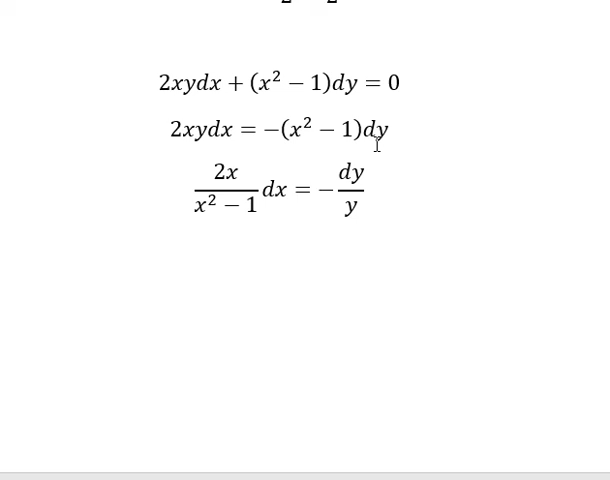 2xydx + (x² − 1)dy = 0
2xydx = −(x² − 1)dy
2x/(x² − 1) dx = − dy/y